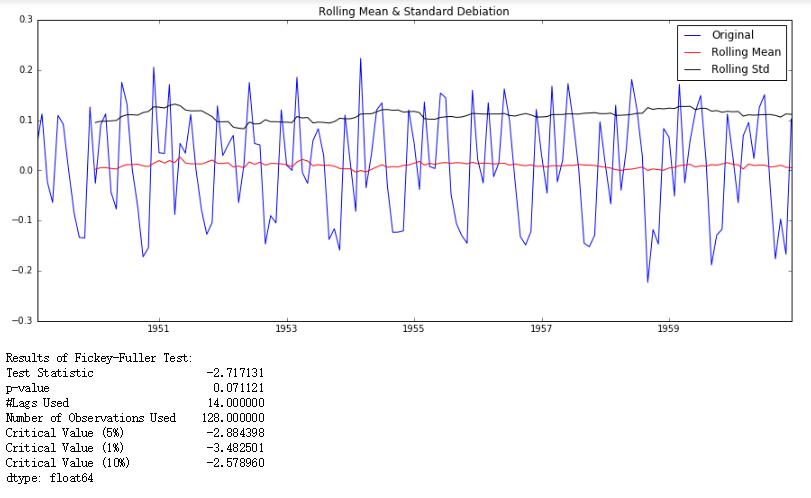 Rolling Mean & Standard Debiation
0.3
0.2
0.1
0.0
−0.1
−0.2
−0.3
Original
Rolling Mean
Rolling Std
1951 1953 1955 1957 1959
Results of Fickey-Fuller Test:
Test Statistic -2.717131
p-value 0.071121
#Lags Used 14.000000
Number of Observations Used 128.000000
Critical Value (5%) -2.884398
Critical Value (1%) -3.482501
Critical Value (10%) -2.578960
dtype: float64